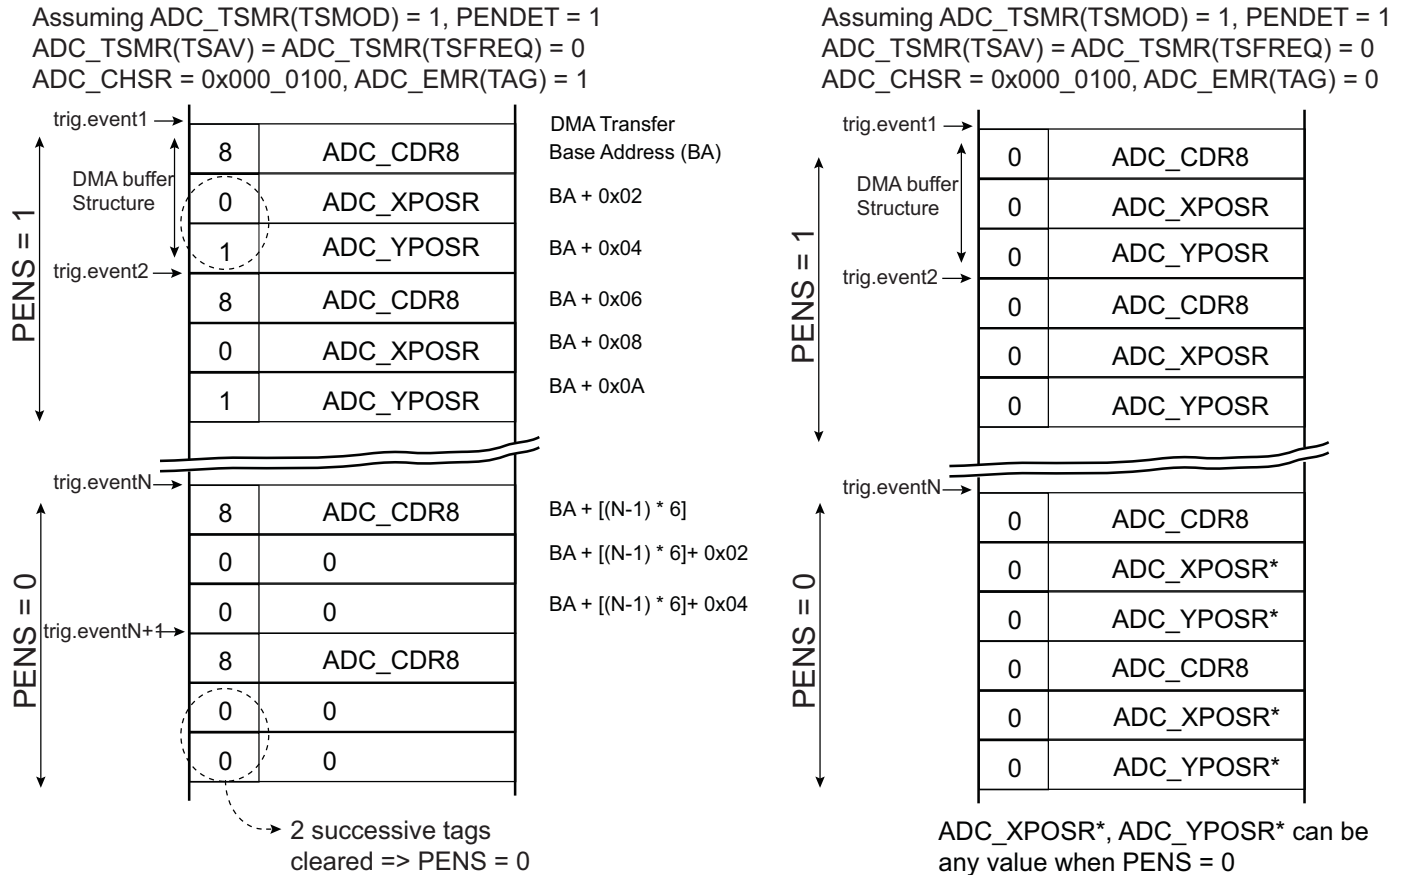 Assuming ADC_TSMR(TSMOD) = 1, PENDET = 1
ADC_TSMR(TSAV) = ADC_TSMR(TSFREQ) = 0
ADC_CHSR = 0x000_0100, ADC_EMR(TAG) = 1
trig.event1
DMA Transfer
8 ADC_CDR8 Base Address (BA)
DMA buffer
Structure
0 ADC_XPOSR BA + 0x02
1 ADC_YPOSR BA + 0x04
PENS = 1
trig.event2
8 ADC_CDR8 BA + 0x06
0 ADC_XPOSR BA + 0x08
1 ADC_YPOSR BA + 0x0A
trig.eventN
8 ADC_CDR8 BA + [(N-1) * 6]
0 0 BA + [(N-1) * 6]+ 0x02
0 0 BA + [(N-1) * 6]+ 0x04
PENS = 0
trig.eventN+1
8 ADC_CDR8
0 0
0 0
2 successive tags
cleared => PENS = 0
Assuming ADC_TSMR(TSMOD) = 1, PENDET = 1
ADC_TSMR(TSAV) = ADC_TSMR(TSFREQ) = 0
ADC_CHSR = 0x000_0100, ADC_EMR(TAG) = 0
trig.event1
0 ADC_CDR8
DMA buffer
Structure
0 ADC_XPOSR
0 ADC_YPOSR
PENS = 1
trig.event2
0 ADC_CDR8
0 ADC_XPOSR
0 ADC_YPOSR
trig.eventN
0 ADC_CDR8
0 ADC_XPOSR*
0 ADC_YPOSR*
PENS = 0
0 ADC_CDR8
0 ADC_XPOSR*
0 ADC_YPOSR*
ADC_XPOSR*, ADC_YPOSR* can be
any value when PENS = 0